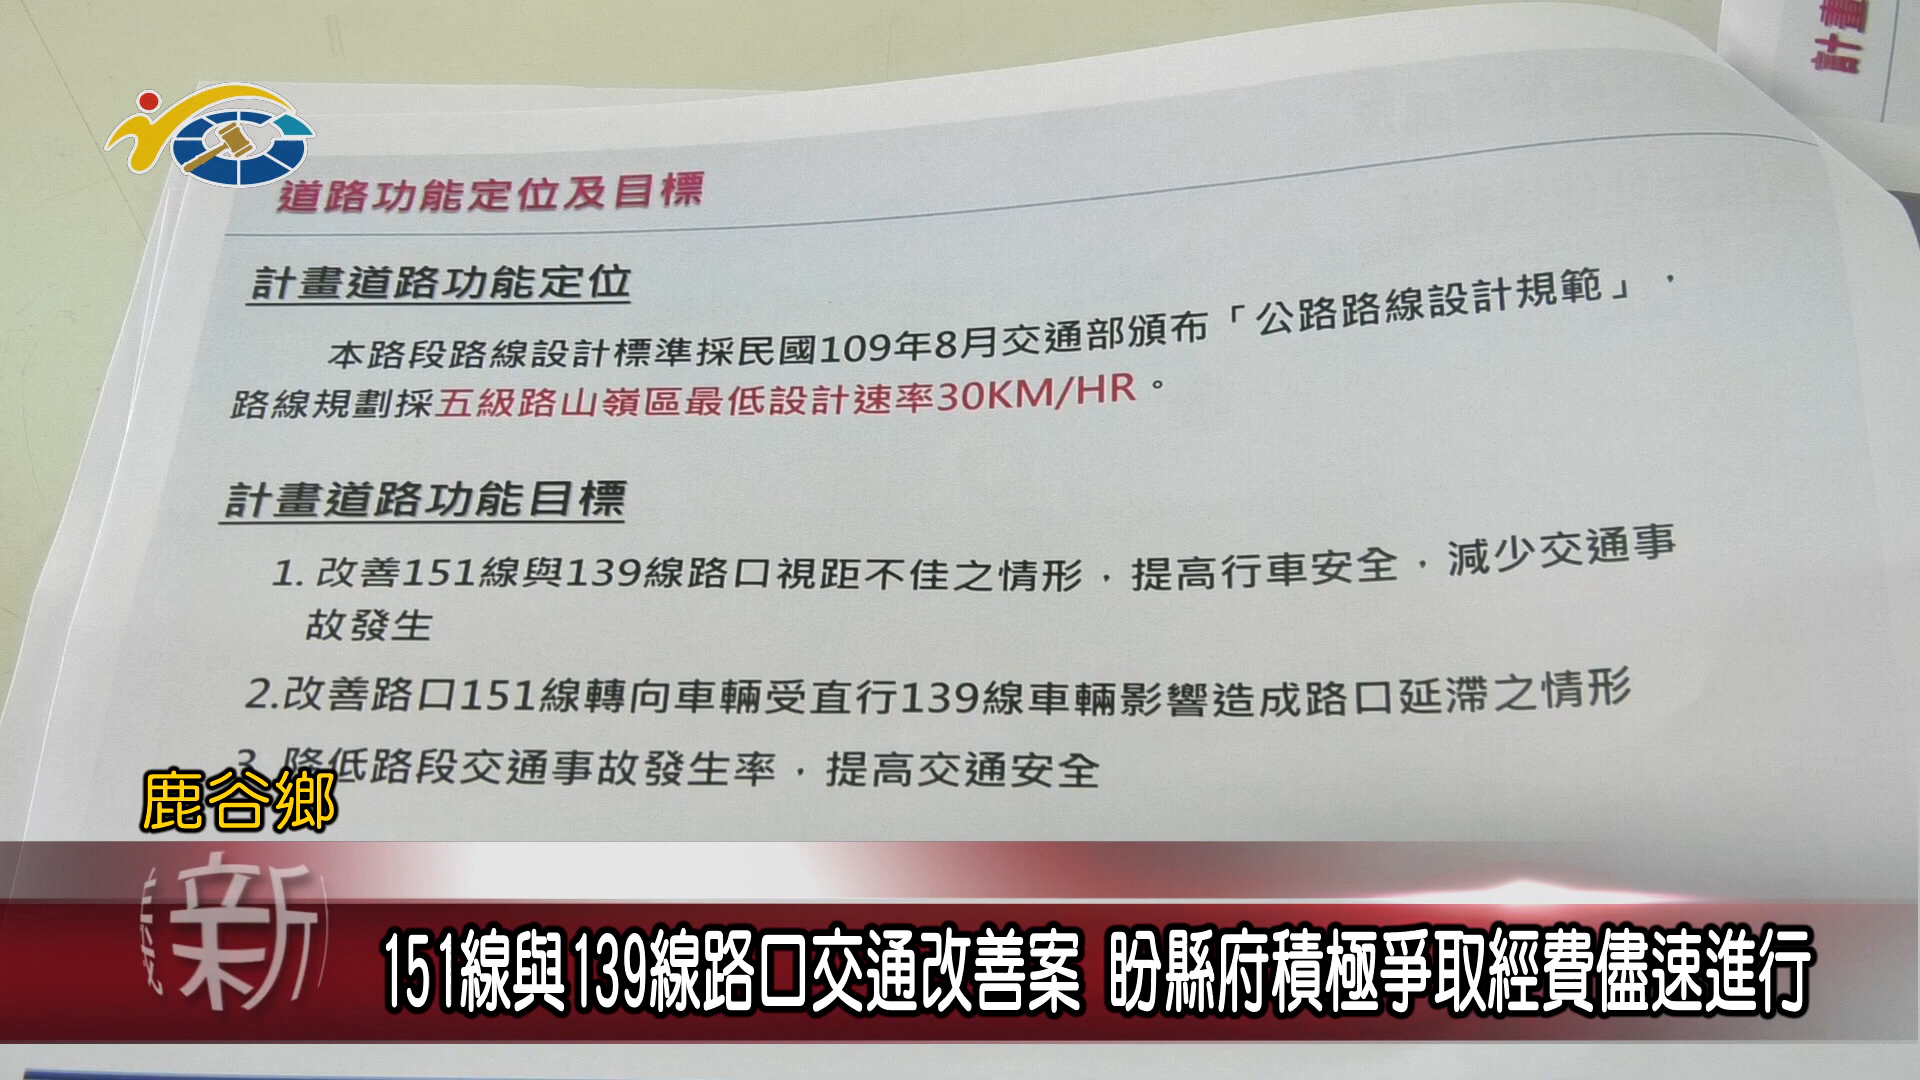 計畫
道路功能定位及目標
計畫道路功能定位
本路段路線設計標準採民國109年8月交通部頒布「公路路線設計規範」，
路線規劃採五級路山嶺區最低設計速率30KM/HR。
計畫道路功能目標
1. 改善151線與139線路口視距不佳之情形，提高行車安全，減少交通事
故發生
2.改善路口151線轉向車輛受直行139線車輛影響造成路口延滯之情形
3. 降低路段交通事故發生率，提高交通安全
鹿谷鄉
新
151線與139線路口交通改善案 盼縣府積極爭取經費儘速進行